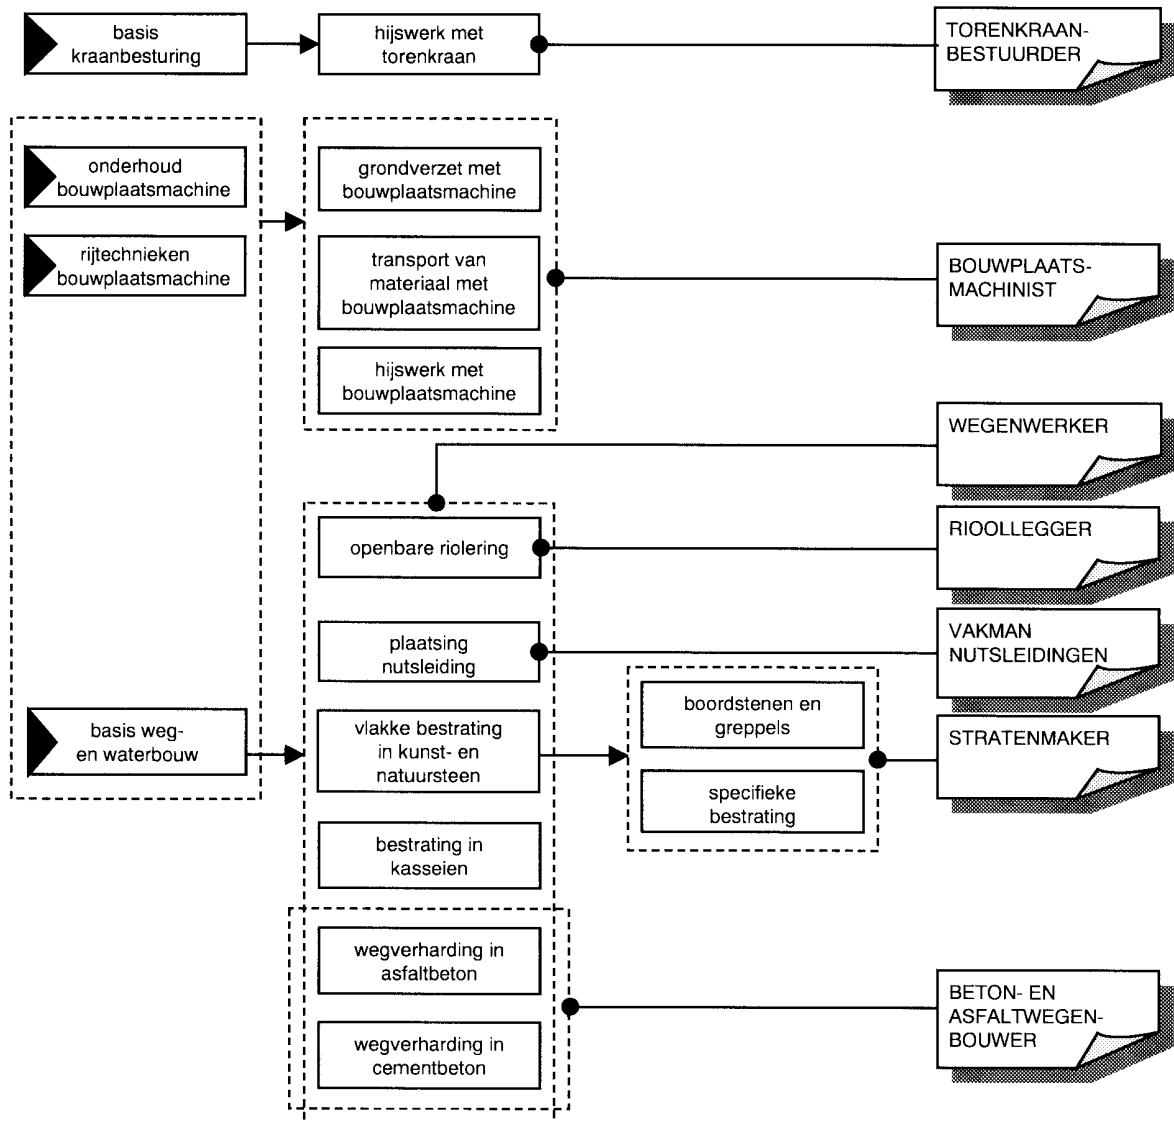 basis
kraanbesturing
hijswerk met
torenkraan
TORENKRAAN-
BESTUURDER
onderhoud
bouwplaatsmachine
rijtechnieken
bouwplaatsmachine
grondverzet met
bouwplaatsmachine
transport van
materiaal met
bouwplaatsmachine
hijswerk met
bouwplaatsmachine
BOUWPLAATS-
MACHINIST
WEGENWERKER
openbare riolering
RIOOLLEGGER
plaatsing
nutsleiding
VAKMAN
NUTSLEIDINGEN
basis weg-
en waterbouw
vlakke bestrating
in kunst- en
natuursteen
boordstenen en
greppels
specifieke
bestrating
STRATENMAKER
bestrating in
kasseien
wegverharding in
asfaltbeton
wegverharding in
cementbeton
BETON- EN
ASFALTWEGEN-
BOUWER